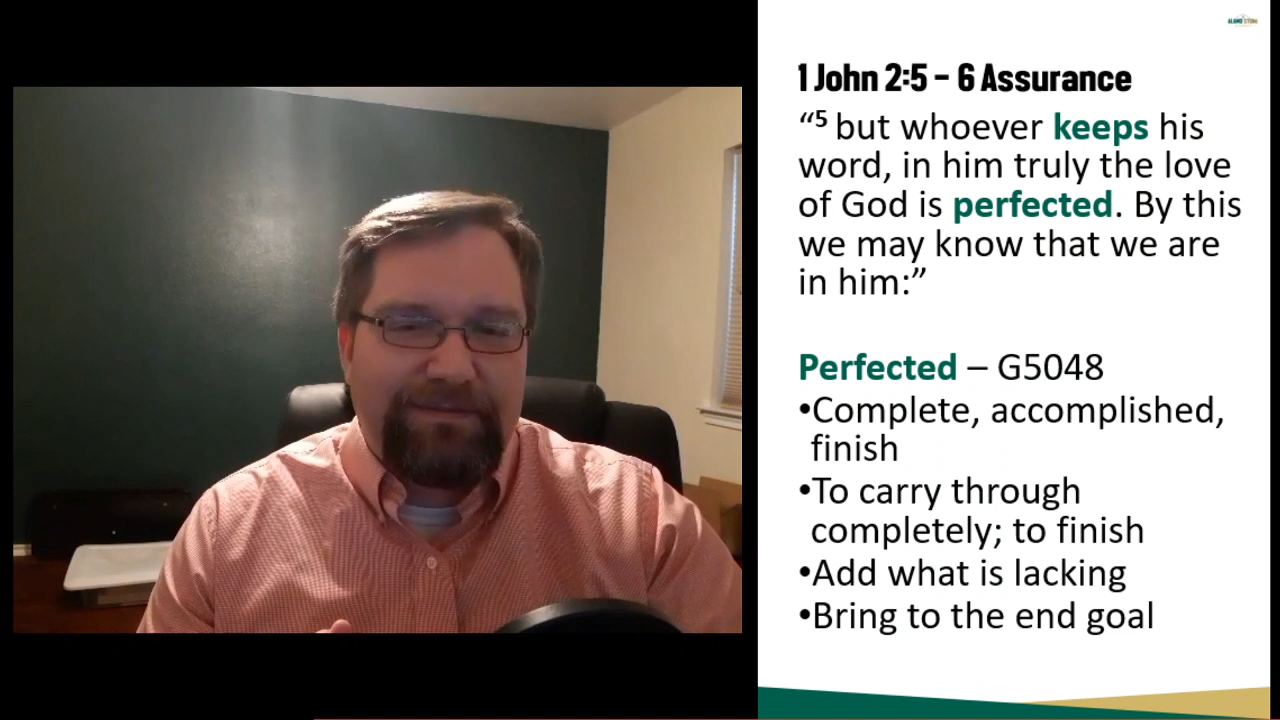 ALAMO STONE
1 John 2:5 – 6 Assurance
“⁵ but whoever keeps his
word, in him truly the love
of God is perfected. By this
we may know that we are
in him:”
Perfected – G5048
•Complete, accomplished,
finish
•To carry through
completely; to finish
•Add what is lacking
•Bring to the end goal